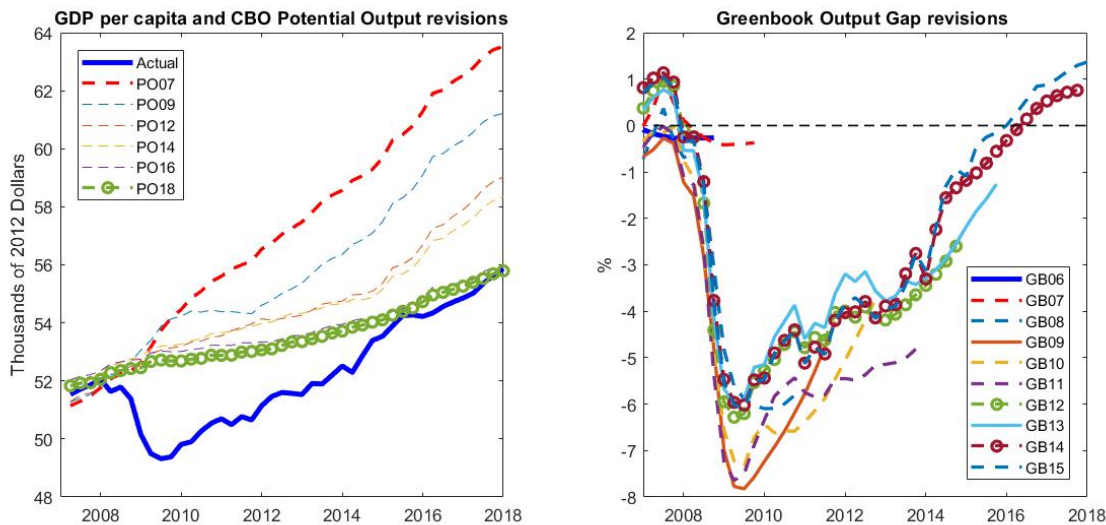 GDP per capita and CBO Potential Output revisions
64
62
60
58
56
54
52
50
48
Thousands of 2012 Dollars
Actual
PO07
PO09
PO12
PO14
PO16
PO18
2008 2010 2012 2014 2016 2018
Greenbook Output Gap revisions
2
1
0
-1
-2
-3
-4
-5
-6
-7
-8
%
GB06
GB07
GB08
GB09
GB10
GB11
GB12
GB13
GB14
GB15
2008 2010 2012 2014 2016 2018